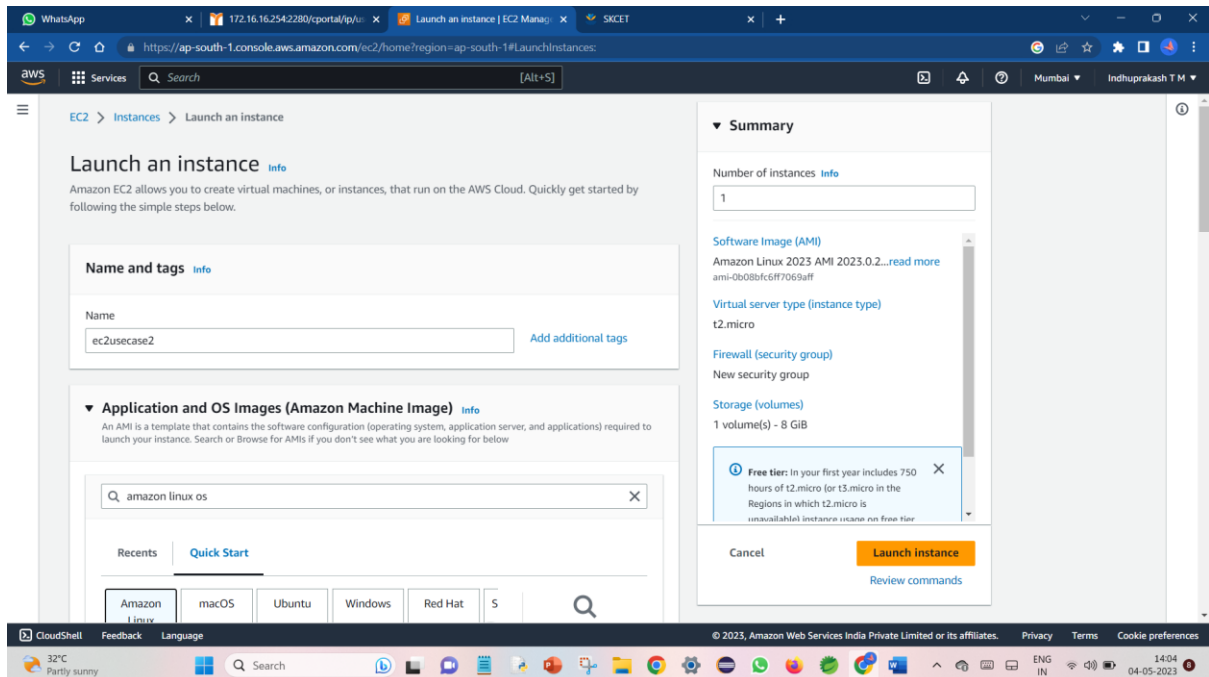 WhatsApp
172.16.16.254:2280/cportal/ip/u
Launch an instance | EC2 Manag
SKCET
https://ap-south-1.console.aws.amazon.com/ec2/home?region=ap-south-1#LaunchInstances:
aws
Services
Search
[Alt+S]
Mumbai
Indhuprakash T M
EC2 > Instances > Launch an instance
Launch an instance Info
Amazon EC2 allows you to create virtual machines, or instances, that run on the AWS Cloud. Quickly get started by
following the simple steps below.
Name and tags Info
Name
ec2usecase2
Add additional tags
Application and OS Images (Amazon Machine Image) Info
An AMI is a template that contains the software configuration (operating system, application server, and applications) required to
launch your instance. Search or Browse for AMIs if you don't see what you are looking for below
amazon linux os
Recents
Quick Start
Amazon
Linux
macOS
Ubuntu
Windows
Red Hat
S
Summary
Number of instances Info
1
Software Image (AMI)
Amazon Linux 2023 AMI 2023.0.2...read more
ami-0b08bfc6ff7069aff
Virtual server type (instance type)
t2.micro
Firewall (security group)
New security group
Storage (volumes)
1 volume(s) - 8 GiB
Free tier: In your first year includes 750
hours of t2.micro (or t3.micro in the
Regions in which t2.micro is
unavailable) instance usage on free tier
Cancel
Launch instance
Review commands
CloudShell
Feedback
Language
© 2023, Amazon Web Services India Private Limited or its affiliates.
Privacy
Terms
Cookie preferences
32°C
Partly sunny
Search
ENG
IN
14:04
04-05-2023
8